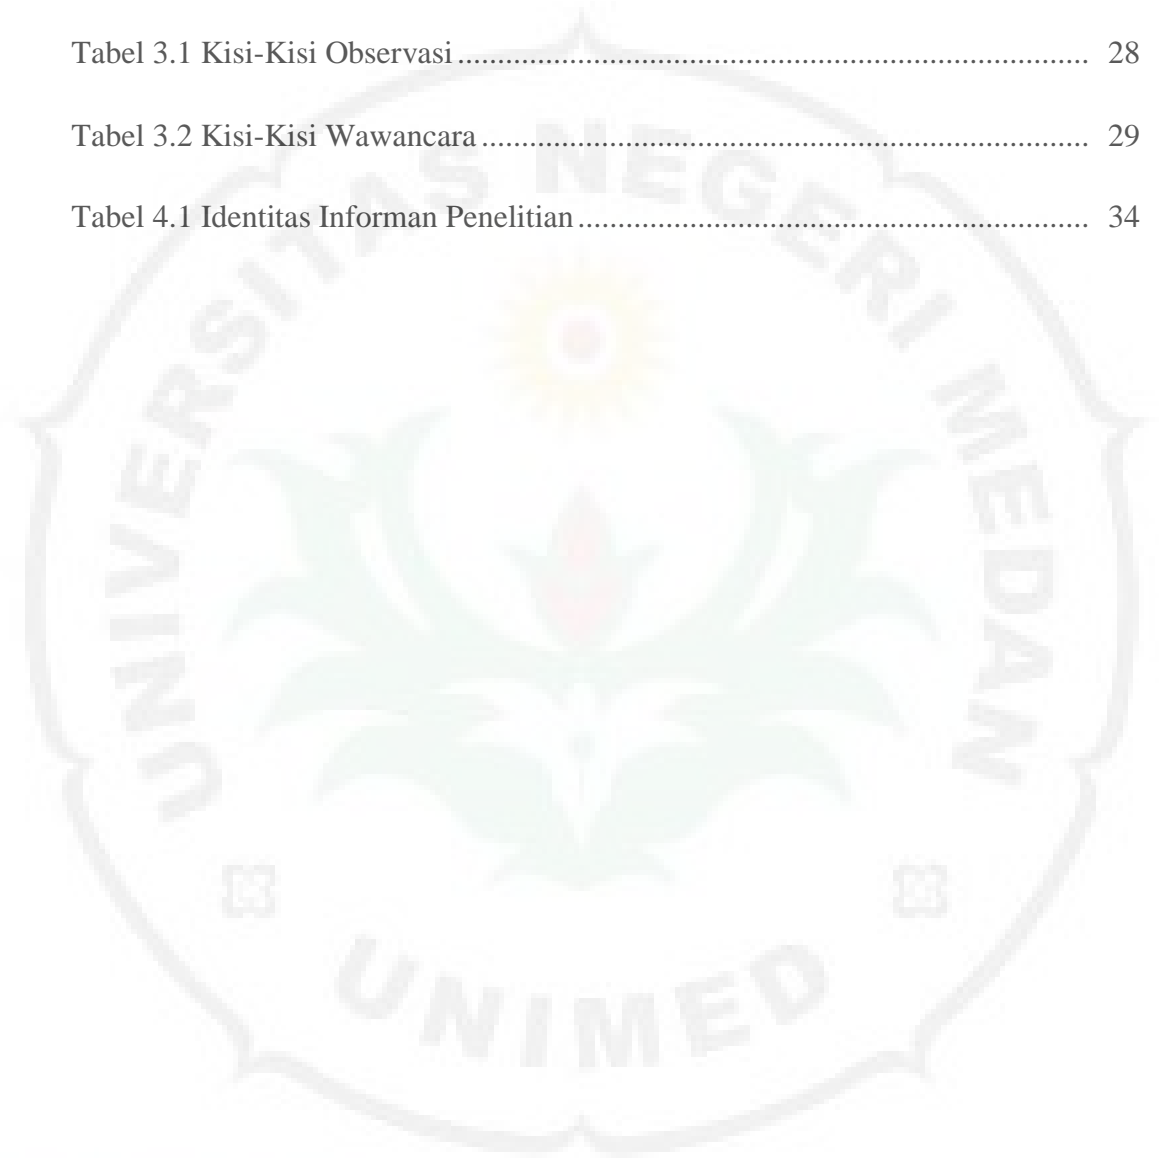 Tabel 3.1 Kisi-Kisi Observasi ........................................................................... 28
Tabel 3.2 Kisi-Kisi Wawancara ........................................................................ 29
Tabel 4.1 Identitas Informan Penelitian ............................................................. 34
UNIVERSITAS NEGERI MEDAN
UNIMED